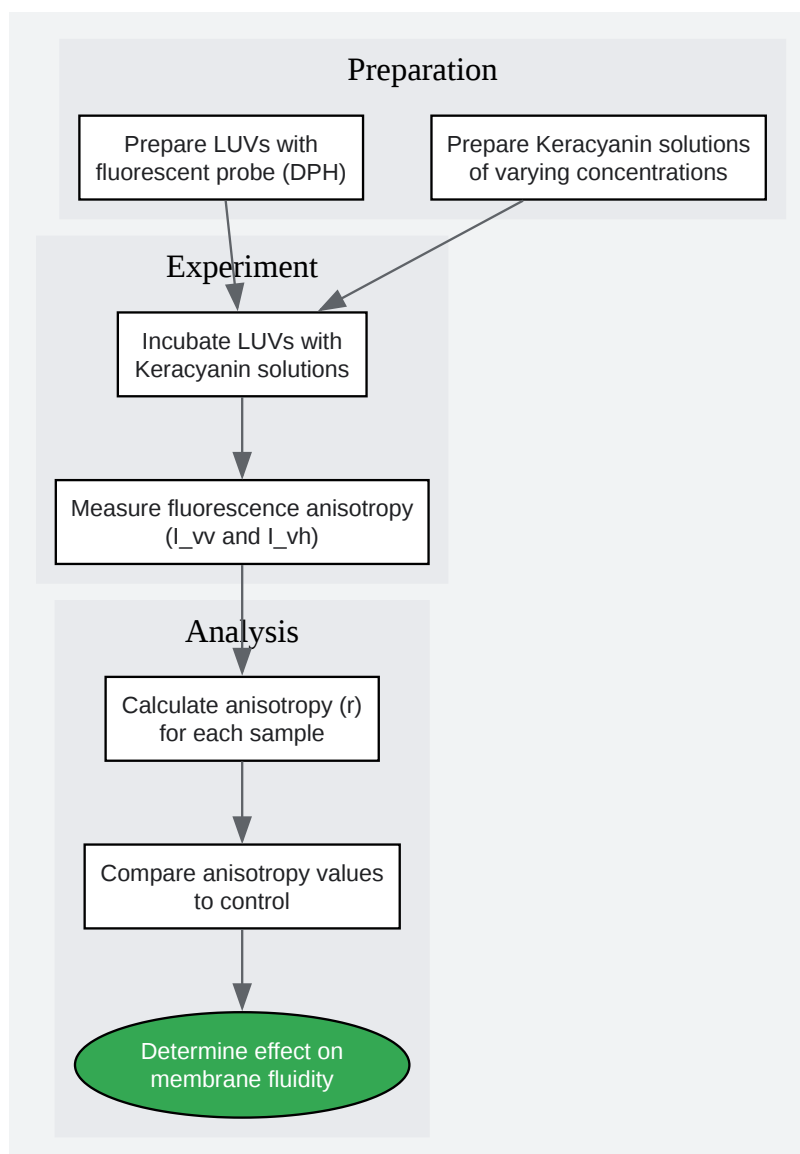 Preparation
Prepare LUVs with
fluorescent probe (DPH)
Prepare Keracyanin solutions
of varying concentrations
Experiment
Incubate LUVs with
Keracyanin solutions
Measure fluorescence anisotropy
(I_vv and I_vh)
Analysis
Calculate anisotropy (r)
for each sample
Compare anisotropy values
to control
Determine effect on
membrane fluidity